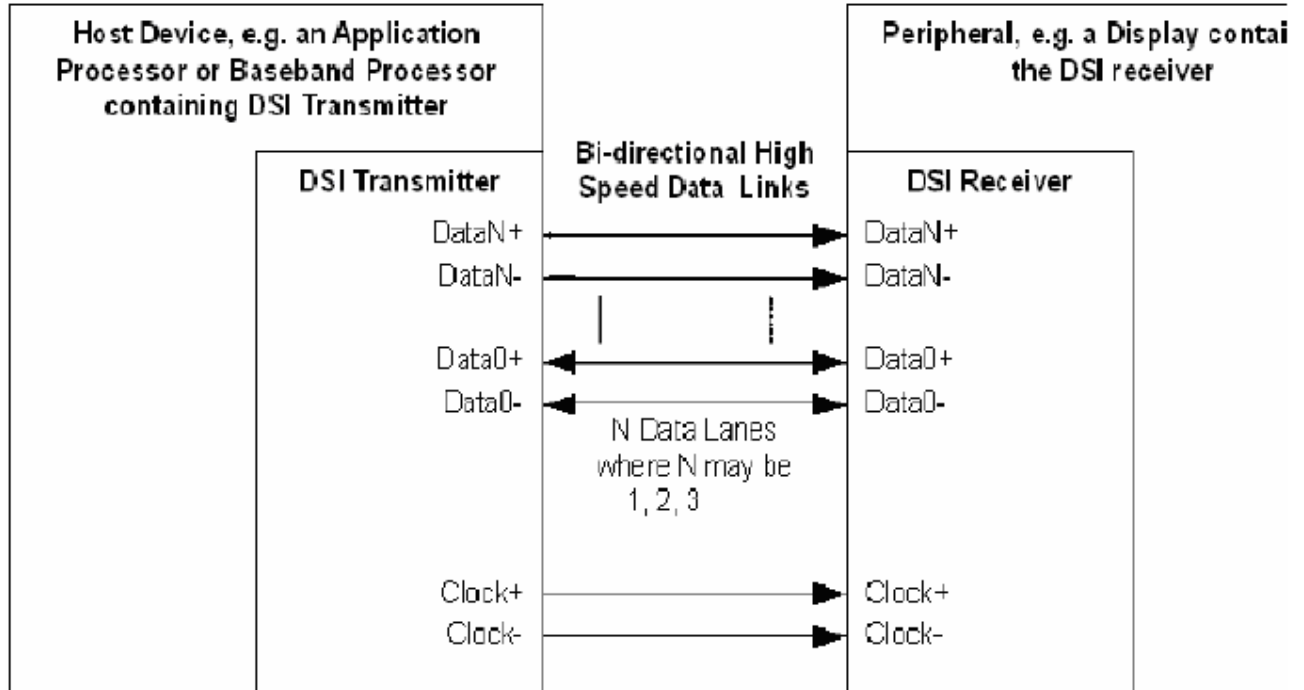 Host Device, e.g. an Application
Processor or Baseband Processor
containing DSI Transmitter
Peripheral, e.g. a Display contai
the DSI receiver
Bi-directional High
Speed Data Links
DSI Transmitter
DSI Receiver
DataN+
DataN+
DataN-
DataN-
Data0+
Data0+
Data0-
Data0-
N Data Lanes
where N may be
1, 2, 3
Clock+
Clock+
Clock-
Clock-